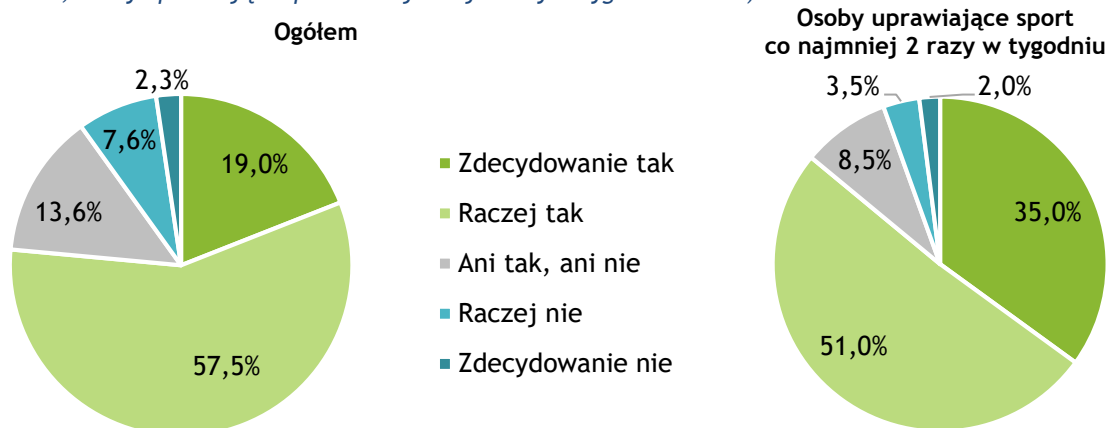 Ogółem
2,3%
7,6%
19,0%
13,6%
57,5%
Zdecydowanie tak
Raczej tak
Ani tak, ani nie
Raczej nie
Zdecydowanie nie
Osoby uprawiające sport
co najmniej 2 razy w tygodniu
3,5%
2,0%
8,5%
35,0%
51,0%